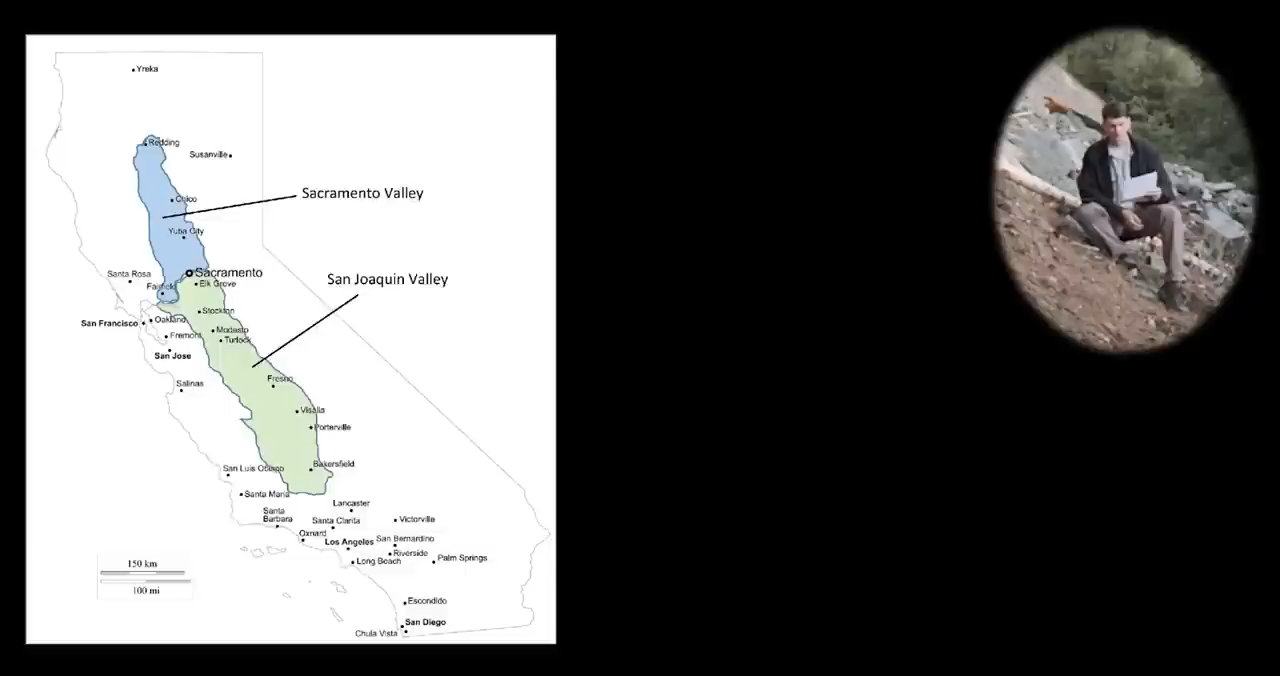 Yreka
Redding
Susanville
Sacramento Valley
Chico
Yuba City
Sacramento
Santa Rosa
San Joaquin Valley
Elk Grove
Fairfield
Stockton
Oakland
San Francisco
Modesto
Fremont
Turlock
San Jose
Fresno
Salinas
Visalia
Porterville
Bakersfield
San Luis Obispo
Santa Maria
Lancaster
Santa
Barbara
Santa Clarita
Victorville
Oxnard
Los Angeles
San Bernardino
Riverside
Palm Springs
Long Beach
150 km
100 mi
Escondido
San Diego
Chula Vista